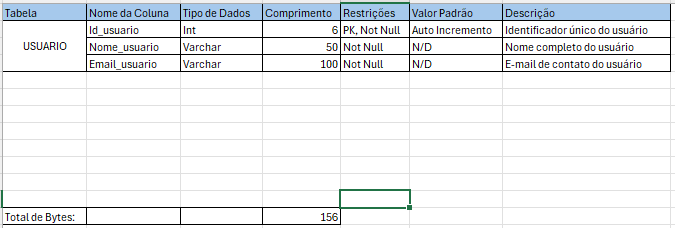 Tabela Nome da Coluna Tipo de Dados Comprimento Restrições Valor Padrão Descrição
Id_usuario Int 6 PK, Not Null Auto Incremento Identificador único do usuário
USUARIO Nome_usuario Varchar 50 Not Null N/D Nome completo do usuário
Email_usuario Varchar 100 Not Null N/D E-mail de contato do usuário
Total de Bytes: 156